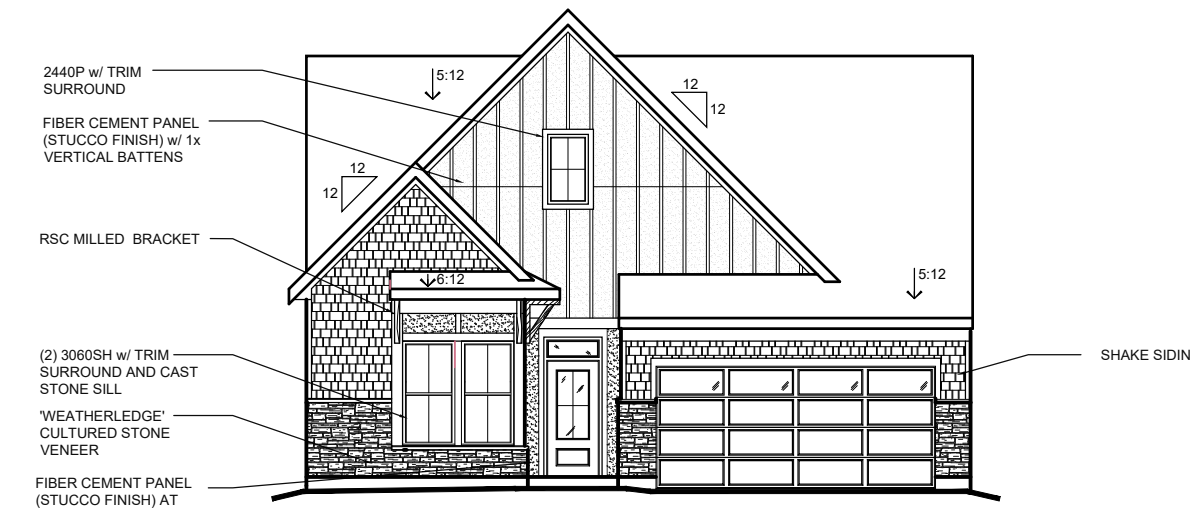 2440P w/ TRIM
SURROUND
FIBER CEMENT PANEL
(STUCCO FINISH) w/ 1x
VERTICAL BATTENS
RSC MILLED BRACKET
(2) 3060SH w/ TRIM
SURROUND AND CAST
STONE SILL
'WEATHERLEDGE'
CULTURED STONE
VENEER
FIBER CEMENT PANEL
(STUCCO FINISH) AT
5:12
12
12
12
12
6:12
5:12
SHAKE SIDIN